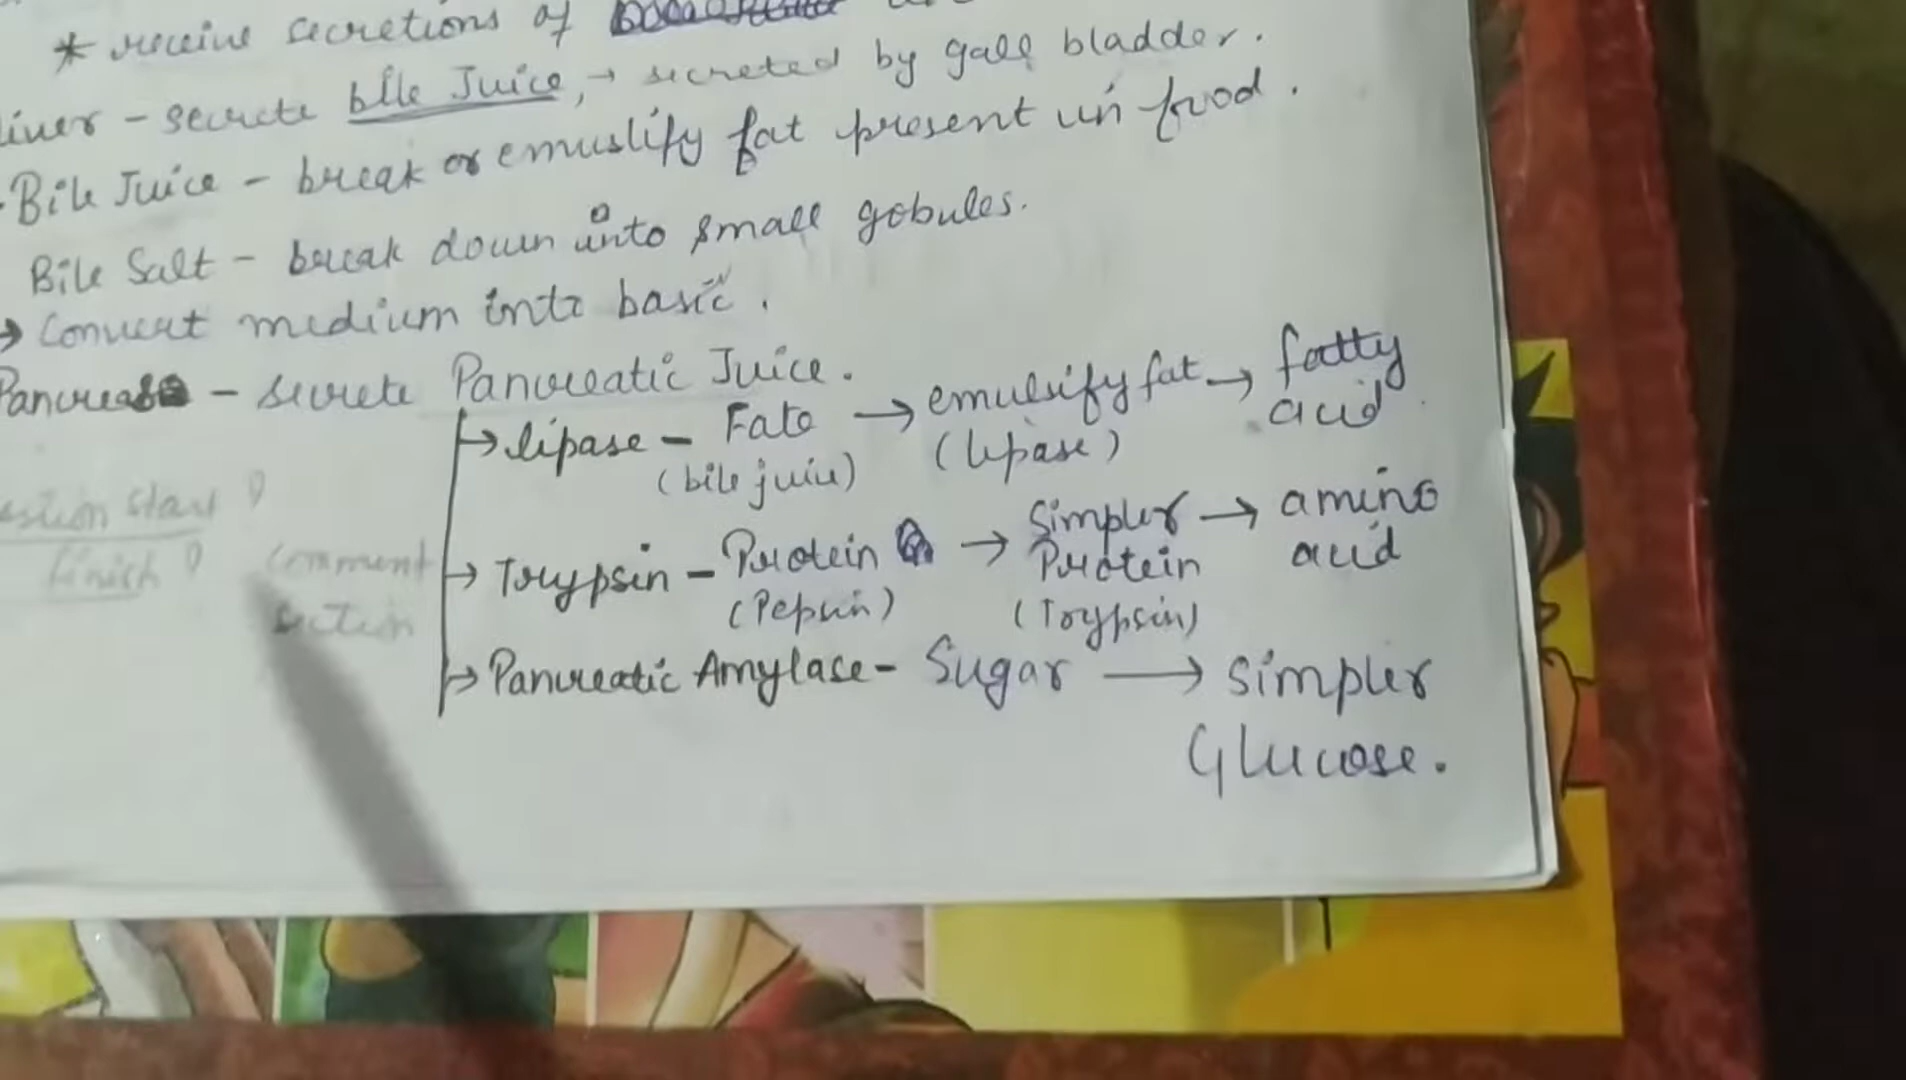 * receive secretions of
liver - secrete bile Juice, → secreted by gall bladder.
Bile Juice - break or emuslify fat present in food.
Bile Salt - break down into small gobules.
→ Convert medium into basic.
Pancreas - secrete Pancreatic Juice.
→ lipase - Fats → emulsify fat → fatty acid
(bile juice) (lipase)
→ Trypsin - Protein → Simpler Protein → amino acid
(Pepsin) (Trypsin)
→ Pancreatic Amylase - Sugar → Simpler
Glucose.
start ?
finish ?
comment
section